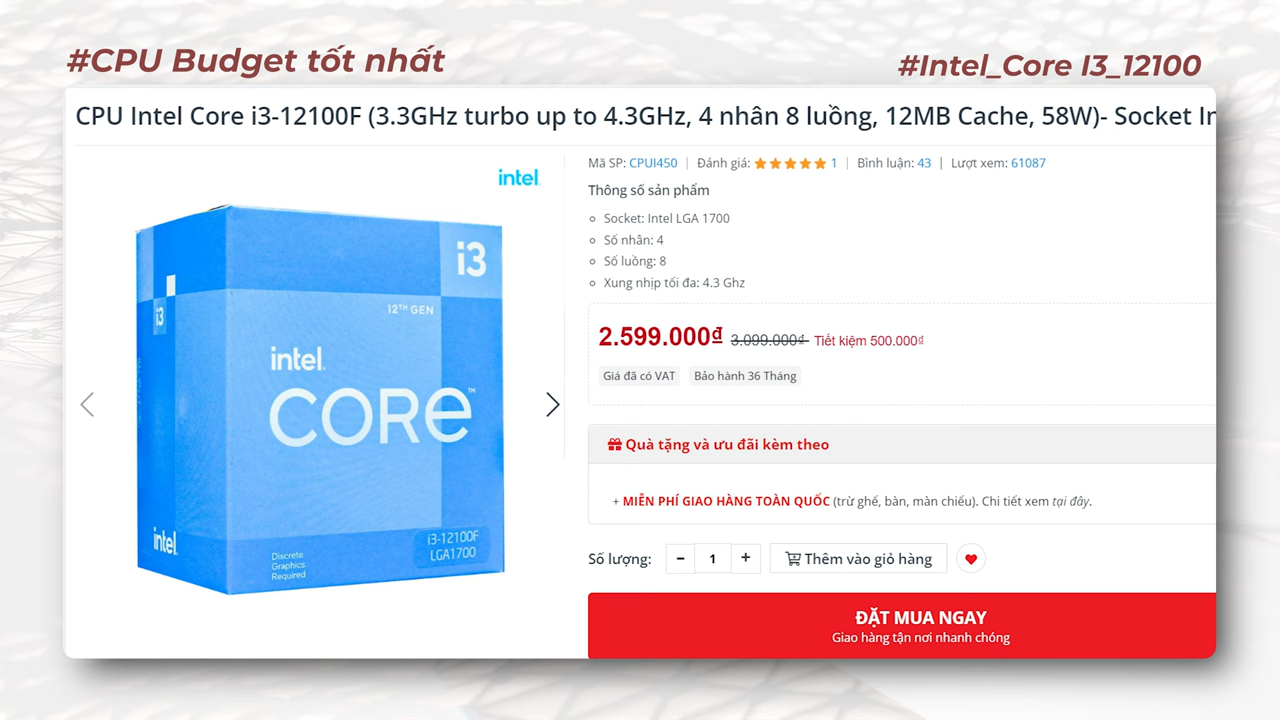 #CPU Budget tốt nhất
#Intel_Core I3_12100
CPU Intel Core i3-12100F (3.3GHz turbo up to 4.3GHz, 4 nhân 8 luồng, 12MB Cache, 58W)- Socket In
intel
i3
12TH GEN
i3
intel.
CORE™
intel.
Discrete
Graphics
Required
i3-12100F
LGA1700
Mã SP: CPUI450 | Đánh giá: 1 | Bình luận: 43 | Lượt xem: 61087
Thông số sản phẩm
Socket: Intel LGA 1700
Số nhân: 4
Số luồng: 8
Xung nhịp tối đa: 4.3 Ghz
2.599.000₫ 3.099.000₫ Tiết kiệm 500.000₫
Giá đã có VAT Bảo hành 36 Tháng
Quà tặng và ưu đãi kèm theo
+ MIỄN PHÍ GIAO HÀNG TOÀN QUỐC (trừ ghế, bàn, màn chiếu). Chi tiết xem tại đây.
Số lượng: - 1 + Thêm vào giỏ hàng
ĐẶT MUA NGAY
Giao hàng tận nơi nhanh chóng